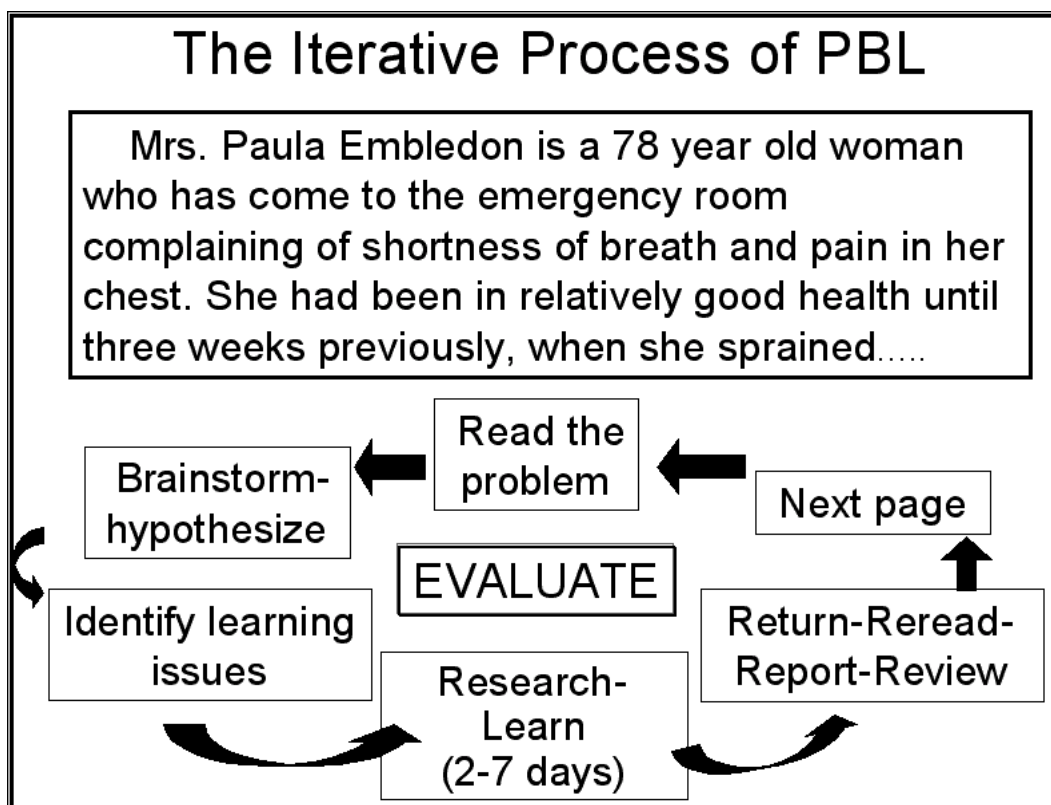 The Iterative Process of PBL
Mrs. Paula Embledon is a 78 year old woman
who has come to the emergency room
complaining of shortness of breath and pain in her
chest. She had been in relatively good health until
three weeks previously, when she sprained.....
Read the
problem
Brainstorm-
hypothesize
Next page
EVALUATE
Identify learning
issues
Return-Reread-
Report-Review
Research-
Learn
(2-7 days)